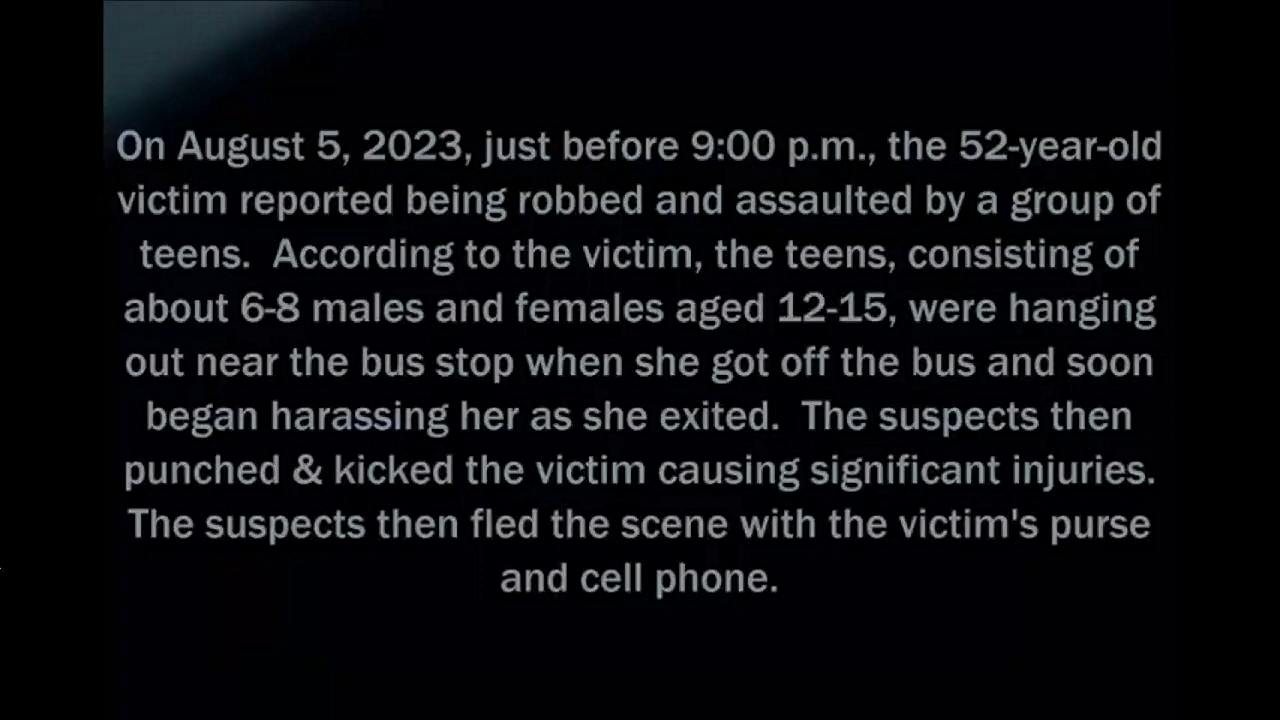 On August 5, 2023, just before 9:00 p.m., the 52-year-old
victim reported being robbed and assaulted by a group of
teens.  According to the victim, the teens, consisting of
about 6-8 males and females aged 12-15, were hanging
out near the bus stop when she got off the bus and soon
began harassing her as she exited.  The suspects then
punched & kicked the victim causing significant injuries.
The suspects then fled the scene with the victim's purse
and cell phone.